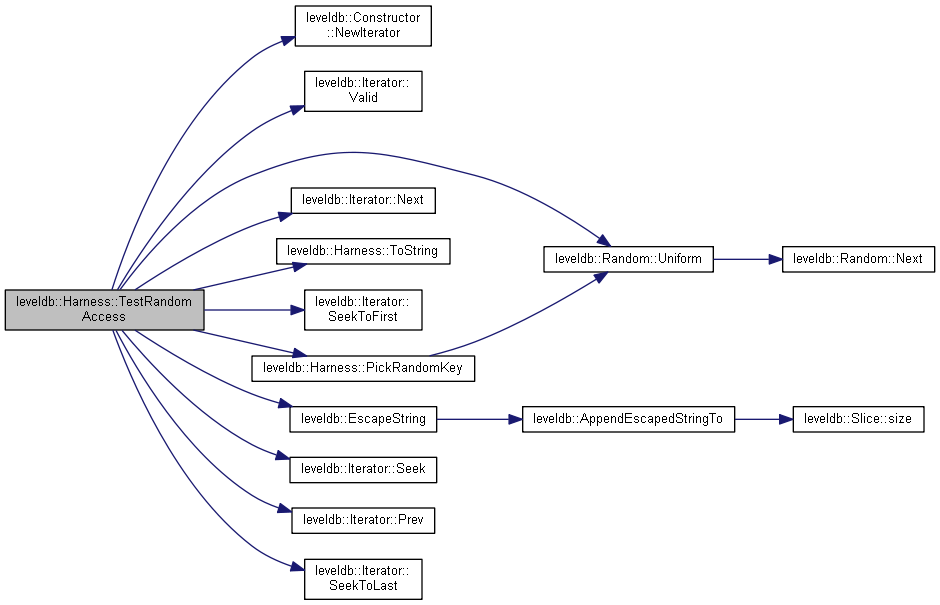 leveldb::Constructor
::NewIterator
leveldb::Iterator::
Valid
leveldb::Iterator::Next
leveldb::Harness::ToString
leveldb::Random::Uniform
leveldb::Random::Next
leveldb::Harness::TestRandom
Access
leveldb::Iterator::
SeekToFirst
leveldb::Harness::PickRandomKey
leveldb::EscapeString
leveldb::AppendEscapedStringTo
leveldb::Slice::size
leveldb::Iterator::Seek
leveldb::Iterator::Prev
leveldb::Iterator::
SeekToLast